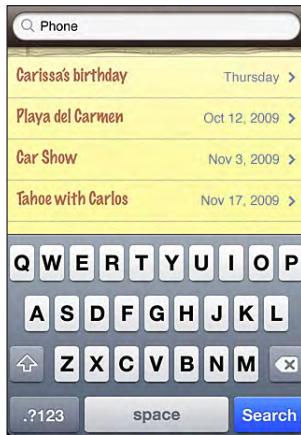 Phone
Carissa's birthday Thursday
Playa del Carmen Oct 12, 2009
Car Show Nov 3, 2009
Tahoe with Carlos Nov 17, 2009
Q W E R T Y U I O P
A S D F G H J K L
Z X C V B N M
.?123 space Search